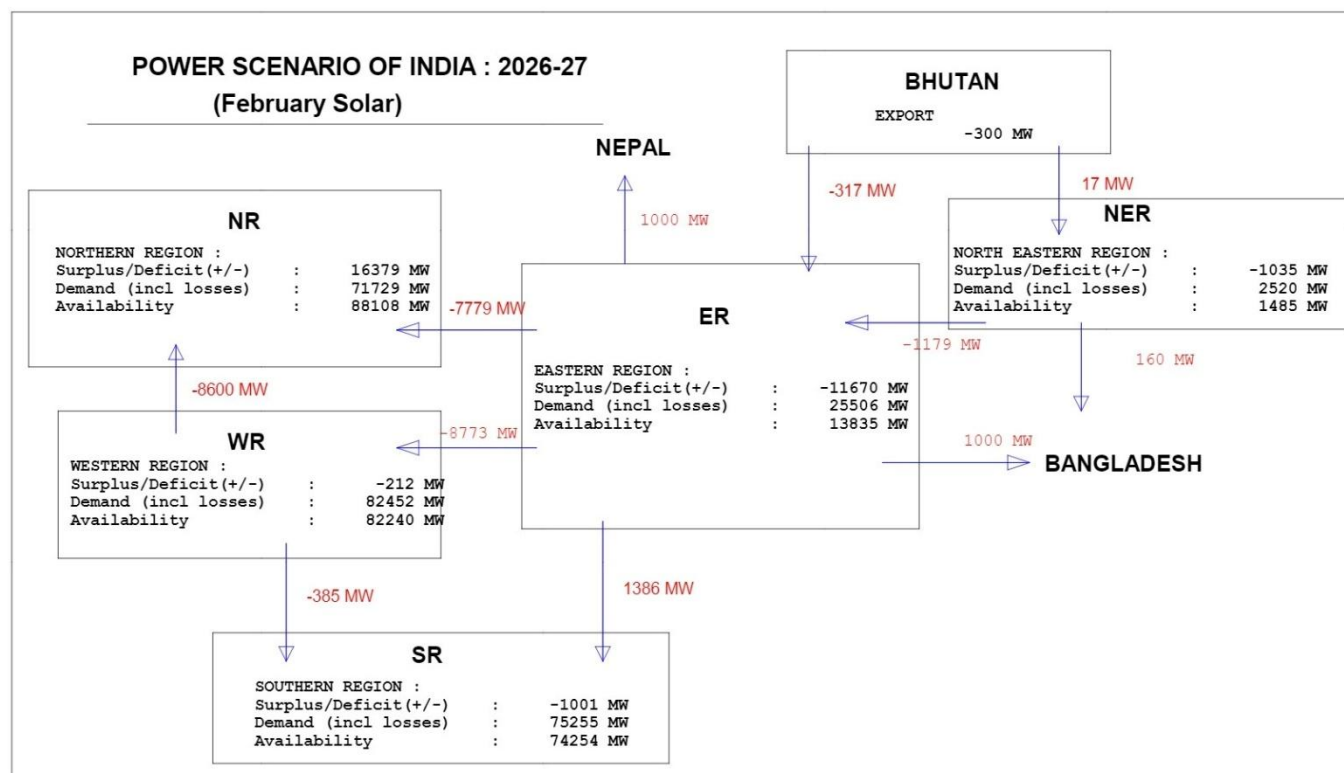 POWER SCENARIO OF INDIA : 2026-27
(February Solar)
BHUTAN
EXPORT
-300 MW
NEPAL
-317 MW
17 MW
1000 MW
NR
NORTHERN REGION :
Surplus/Deficit(+/-) : 16379 MW
Demand (incl losses) : 71729 MW
Availability : 88108 MW
NER
NORTH EASTERN REGION :
Surplus/Deficit(+/-) : -1035 MW
Demand (incl losses) : 2520 MW
Availability : 1485 MW
-7779 MW
ER
EASTERN REGION :
Surplus/Deficit(+/-) : -11670 MW
Demand (incl losses) : 25506 MW
Availability : 13835 MW
-1179 MW
160 MW
-8600 MW
-8773 MW
1000 MW
BANGLADESH
WR
WESTERN REGION :
Surplus/Deficit(+/-) : -212 MW
Demand (incl losses) : 82452 MW
Availability : 82240 MW
-385 MW
1386 MW
SR
SOUTHERN REGION :
Surplus/Deficit(+/-) : -1001 MW
Demand (incl losses) : 75255 MW
Availability : 74254 MW